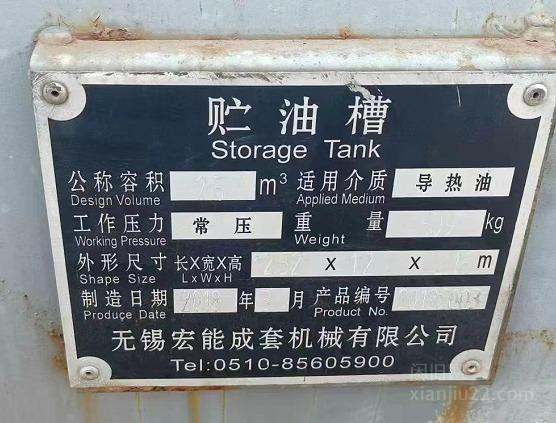 贮油槽
Storage Tank
公称容积 m³ 适用介质 导热油
Design Volume Applied Medium
工作压力 常压 重量 kg
Working Pressure Weight
外形尺寸 长X宽X高 X X m
Shape Size LxWxH
制造日期 年 月 产品编号
Produce Date Product No.
无锡宏能成套机械有限公司
Tel:0510-85605900
闲旧
xianjiu22.com